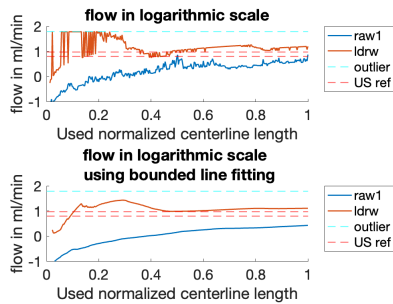 flow in logarithmic scale
flow in ml/min
2
1
0
-1
0
0.2
0.4
0.6
0.8
1
Used normalized centerline length
raw1
ldrw
outlier
US ref
flow in logarithmic scale
using bounded line fitting
flow in ml/min
2
1
0
-1
0
0.2
0.4
0.6
0.8
1
Used normalized centerline length
raw1
ldrw
outlier
US ref